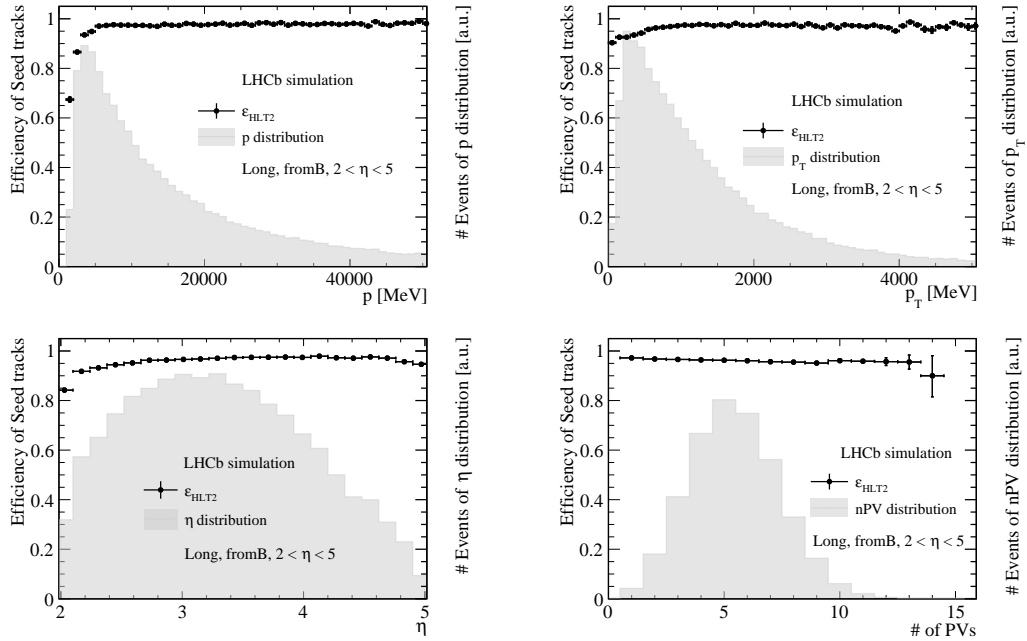 Efficiency of Seed tracks
1
0.8
0.6
0.4
0.2
0
LHCb simulation
ε_HLT2
p distribution
Long, fromB, 2 < η < 5
0 20000 40000
p [MeV]
# Events of p distribution [a.u.]
Efficiency of Seed tracks
1
0.8
0.6
0.4
0.2
0
LHCb simulation
ε_HLT2
p_T distribution
Long, fromB, 2 < η < 5
0 2000 4000
p_T [MeV]
# Events of p_T distribution [a.u.]
Efficiency of Seed tracks
1
0.8
0.6
0.4
0.2
0
LHCb simulation
ε_HLT2
η distribution
Long, fromB, 2 < η < 5
2 3 4 5
η
# Events of η distribution [a.u.]
Efficiency of Seed tracks
1
0.8
0.6
0.4
0.2
0
LHCb simulation
ε_HLT2
nPV distribution
Long, fromB, 2 < η < 5
0 5 10 15
# of PVs
# Events of nPV distribution [a.u.]